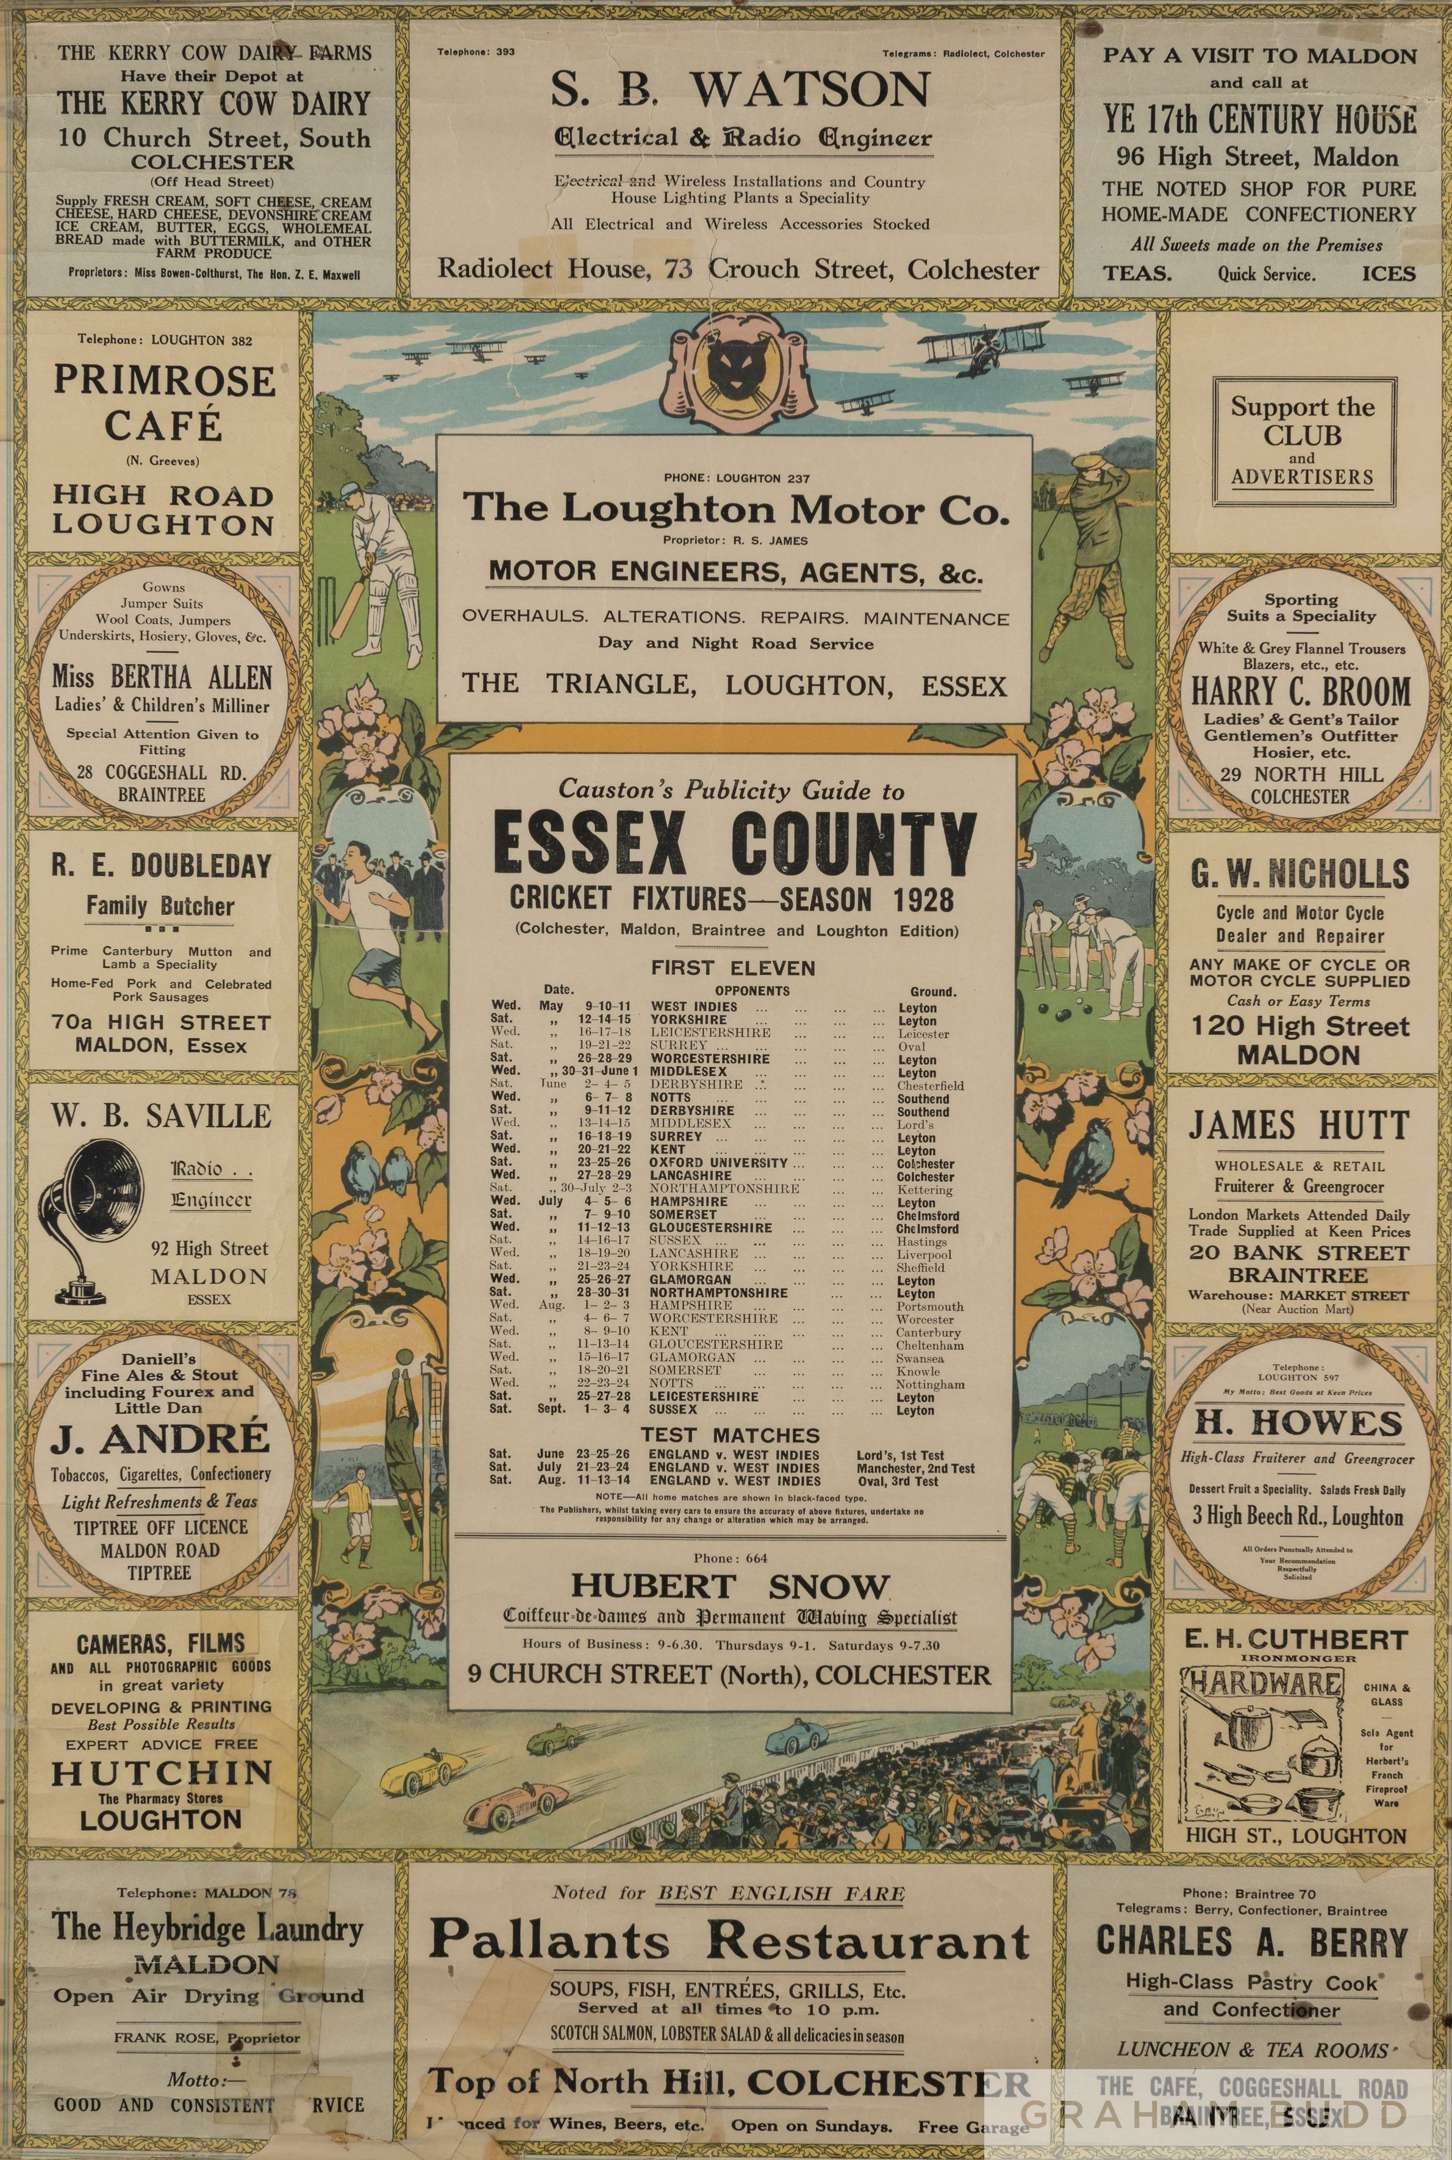 THE KERRY COW DAIRY FARMS
Have their Depot at
THE KERRY COW DAIRY
10 Church Street, South
COLCHESTER
(Off Head Street)
Supply FRESH CREAM, SOFT CHEESE, CREAM
CHEESE, HARD CHEESE, DEVONSHIRE CREAM
ICE CREAM, BUTTER, EGGS, WHOLEMEAL
BREAD made with BUTTERMILK, and OTHER
FARM PRODUCE
Proprietors: Miss Bowen-Colthurst, The Hon. Z. E. Maxwell
Telephone: 393
Telegrams: Radiolect, Colchester
S. B. WATSON
Electrical & Radio Engineer
Electrical and Wireless Installations and Country
House Lighting Plants a Speciality
All Electrical and Wireless Accessories Stocked
Radiolect House, 73 Crouch Street, Colchester
PAY A VISIT TO MALDON
and call at
YE 17th CENTURY HOUSE
96 High Street, Maldon
THE NOTED SHOP FOR PURE
HOME-MADE CONFECTIONERY
All Sweets made on the Premises
TEAS. Quick Service. ICES
Telephone: LOUGHTON 382
PRIMROSE
CAFÉ
(N. Greeves)
HIGH ROAD
LOUGHTON
Gowns
Jumper Suits
Wool Coats, Jumpers
Underskirts, Hosiery, Gloves, &c.
Miss BERTHA ALLEN
Ladies' & Children's Milliner
Special Attention Given to
Fitting
28 COGGESHALL RD.
BRAINTREE
R. E. DOUBLEDAY
Family Butcher
Prime Canterbury Mutton and
Lamb a Speciality
Home-Fed Pork and Celebrated
Pork Sausages
70a HIGH STREET
MALDON, Essex
W. B. SAVILLE
Radio . .
Engineer
92 High Street
MALDON
ESSEX
Daniell's
Fine Ales & Stout
including Fourex and
Little Dan
J. ANDRÉ
Tobaccos, Cigarettes, Confectionery
Light Refreshments & Teas
TIPTREE OFF LICENCE
MALDON ROAD
TIPTREE
CAMERAS, FILMS
AND ALL PHOTOGRAPHIC GOODS
in great variety
DEVELOPING & PRINTING
Best Possible Results
EXPERT ADVICE FREE
HUTCHIN
The Pharmacy Stores
LOUGHTON
PHONE: LOUGHTON 237
The Loughton Motor Co.
Proprietor: R. S. JAMES
MOTOR ENGINEERS, AGENTS, &c.
OVERHAULS. ALTERATIONS. REPAIRS. MAINTENANCE
Day and Night Road Service
THE TRIANGLE, LOUGHTON, ESSEX
Causton's Publicity Guide to
ESSEX COUNTY
CRICKET FIXTURES—SEASON 1928
(Colchester, Maldon, Braintree and Loughton Edition)
FIRST ELEVEN
Date. OPPONENTS Ground.
Wed. May 9-10-11 WEST INDIES ... ... ... ... Leyton
Sat. ,, 12-14-15 YORKSHIRE ... ... ... ... Leyton
Wed. ,, 16-17-18 LEICESTERSHIRE ... ... ... Leicester
Sat. ,, 19-21-22 SURREY ... ... ... ... ... Oval
Sat. ,, 26-28-29 WORCESTERSHIRE ... ... ... Leyton
Wed. ,, 30-31-June 1 MIDDLESEX ... ... ... ... Leyton
Sat. June 2- 4- 5 DERBYSHIRE ... ... ... ... Chesterfield
Wed. ,, 6- 7- 8 NOTTS ... ... ... ... ... Southend
Sat. ,, 9-11-12 DERBYSHIRE ... ... ... ... Southend
Wed. ,, 13-14-15 MIDDLESEX ... ... ... ... Lord's
Sat. ,, 16-18-19 SURREY ... ... ... ... ... Leyton
Wed. ,, 20-21-22 KENT ... ... ... ... ... Leyton
Sat. ,, 23-25-26 OXFORD UNIVERSITY ... ... ... Colchester
Wed. ,, 27-28-29 LANCASHIRE ... ... ... ... Colchester
Sat. ,, 30-July 2-3 NORTHAMPTONSHIRE ... ... Kettering
Wed. July 4- 5- 6 HAMPSHIRE ... ... ... ... Leyton
Sat. ,, 7- 9-10 SOMERSET ... ... ... ... Chelmsford
Wed. ,, 11-12-13 GLOUCESTERSHIRE ... ... ... Chelmsford
Sat. ,, 14-16-17 SUSSEX ... ... ... ... ... Hastings
Wed. ,, 18-19-20 LANCASHIRE ... ... ... ... Liverpool
Sat. ,, 21-23-24 YORKSHIRE ... ... ... ... Sheffield
Wed. ,, 25-26-27 GLAMORGAN ... ... ... ... Leyton
Sat. ,, 28-30-31 NORTHAMPTONSHIRE ... ... Leyton
Wed. Aug. 1- 2- 3 HAMPSHIRE ... ... ... ... Portsmouth
Sat. ,, 4- 6- 7 WORCESTERSHIRE ... ... ... Worcester
Wed. ,, 8- 9-10 KENT ... ... ... ... ... Canterbury
Sat. ,, 11-13-14 GLOUCESTERSHIRE ... ... Cheltenham
Wed. ,, 15-16-17 GLAMORGAN ... ... ... ... Swansea
Sat. ,, 18-20-21 SOMERSET ... ... ... ... Knowle
Wed. ,, 22-23-24 NOTTS ... ... ... ... ... Nottingham
Sat. ,, 25-27-28 LEICESTERSHIRE ... ... ... Leyton
Sat. Sept. 1- 3- 4 SUSSEX ... ... ... ... ... Leyton
TEST MATCHES
Sat. June 23-25-26 ENGLAND v. WEST INDIES Lord's, 1st Test
Sat. July 21-23-24 ENGLAND v. WEST INDIES Manchester, 2nd Test
Sat. Aug. 11-13-14 ENGLAND v. WEST INDIES Oval, 3rd Test
NOTE—All home matches are shown in black-faced type.
The Publishers, whilst taking every care to ensure the accuracy of above fixtures, undertake no
responsibility for any change or alteration which may be arranged.
Phone: 664
HUBERT SNOW
Coiffeur-de-dames and Permanent Waving Specialist
Hours of Business: 9-6.30. Thursdays 9-1. Saturdays 9-7.30
9 CHURCH STREET (North), COLCHESTER
Support the
CLUB
and
ADVERTISERS
Sporting
Suits a Speciality
White & Grey Flannel Trousers
Blazers, etc., etc.
HARRY C. BROOM
Ladies' & Gent's Tailor
Gentlemen's Outfitter
Hosier, etc.
29 NORTH HILL
COLCHESTER
G. W. NICHOLLS
Cycle and Motor Cycle
Dealer and Repairer
ANY MAKE OF CYCLE OR
MOTOR CYCLE SUPPLIED
Cash or Easy Terms
120 High Street
MALDON
JAMES HUTT
WHOLESALE & RETAIL
Fruiterer & Greengrocer
London Markets Attended Daily
Trade Supplied at Keen Prices
20 BANK STREET
BRAINTREE
Warehouse: MARKET STREET
(Near Auction Mart)
Telephone:
LOUGHTON 597
My Motto: Best Goods at Keen Prices
H. HOWES
High-Class Fruiterer and Greengrocer
Dessert Fruit a Speciality. Salads Fresh Daily
3 High Beech Rd., Loughton
All Orders Punctually Attended to
Your Recommendation
Respectfully
Solicited
E. H. CUTHBERT
IRONMONGER
HARDWARE
CHINA &
GLASS
Sole Agent
for
Herbert's
French
Fireproof
Ware
HIGH ST., LOUGHTON
Telephone: MALDON 78
The Heybridge Laundry
MALDON
Open Air Drying Ground
FRANK ROSE, Proprietor
Motto:—
GOOD AND CONSISTENT RVICE
Noted for BEST ENGLISH FARE
Pallants Restaurant
SOUPS, FISH, ENTRÉES, GRILLS, Etc.
Served at all times to 10 p.m.
SCOTCH SALMON, LOBSTER SALAD & all delicacies in season
Top of North Hill, COLCHESTER
nced for Wines, Beers, etc. Open on Sundays. Free Garage
Phone: Braintree 70
Telegrams: Berry, Confectioner, Braintree
CHARLES A. BERRY
High-Class Pastry Cook
and Confectioner
LUNCHEON & TEA ROOMS
THE CAFÉ, COGGESHALL ROAD
BRAINTREE, ESSEX
GRAHAM BUDD